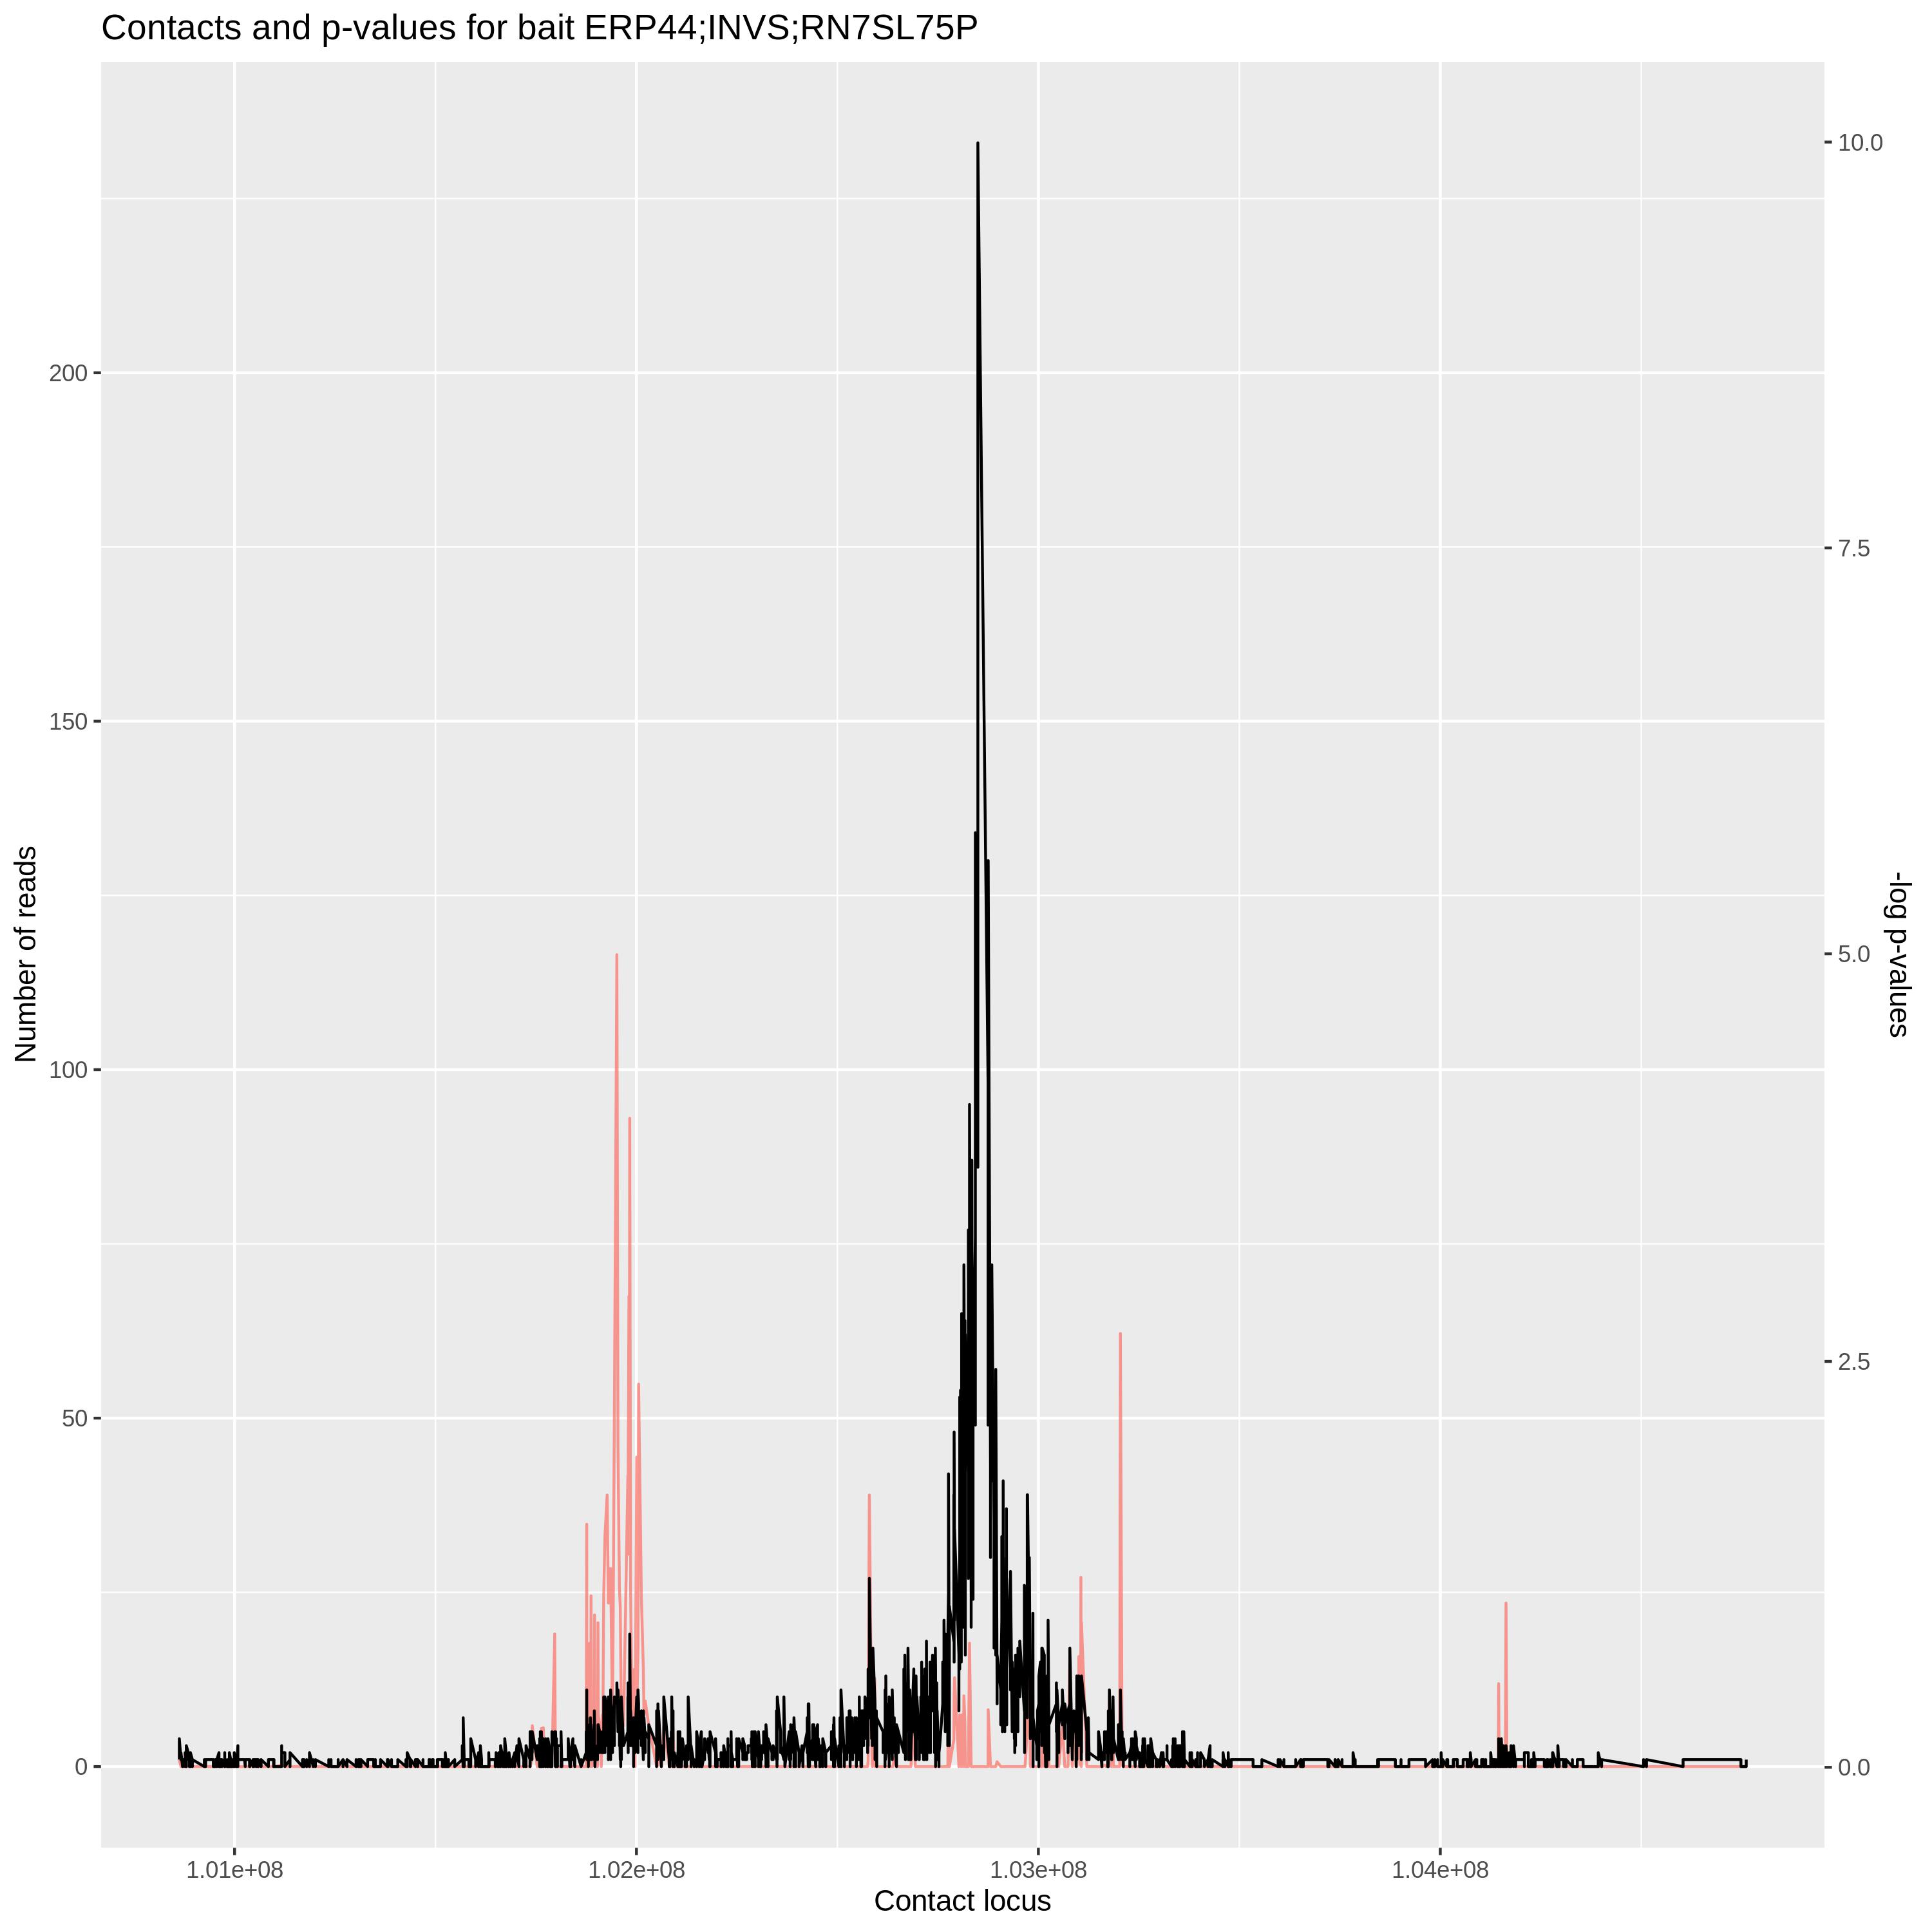 Contacts and p-values for bait ERP44;INVS;RN7SL75P
10.0
200
7.5
150
Number of reads
-log p-values
5.0
100
2.5
50
0
0.0
1.01e+08
1.02e+08
1.03e+08
1.04e+08
Contact locus